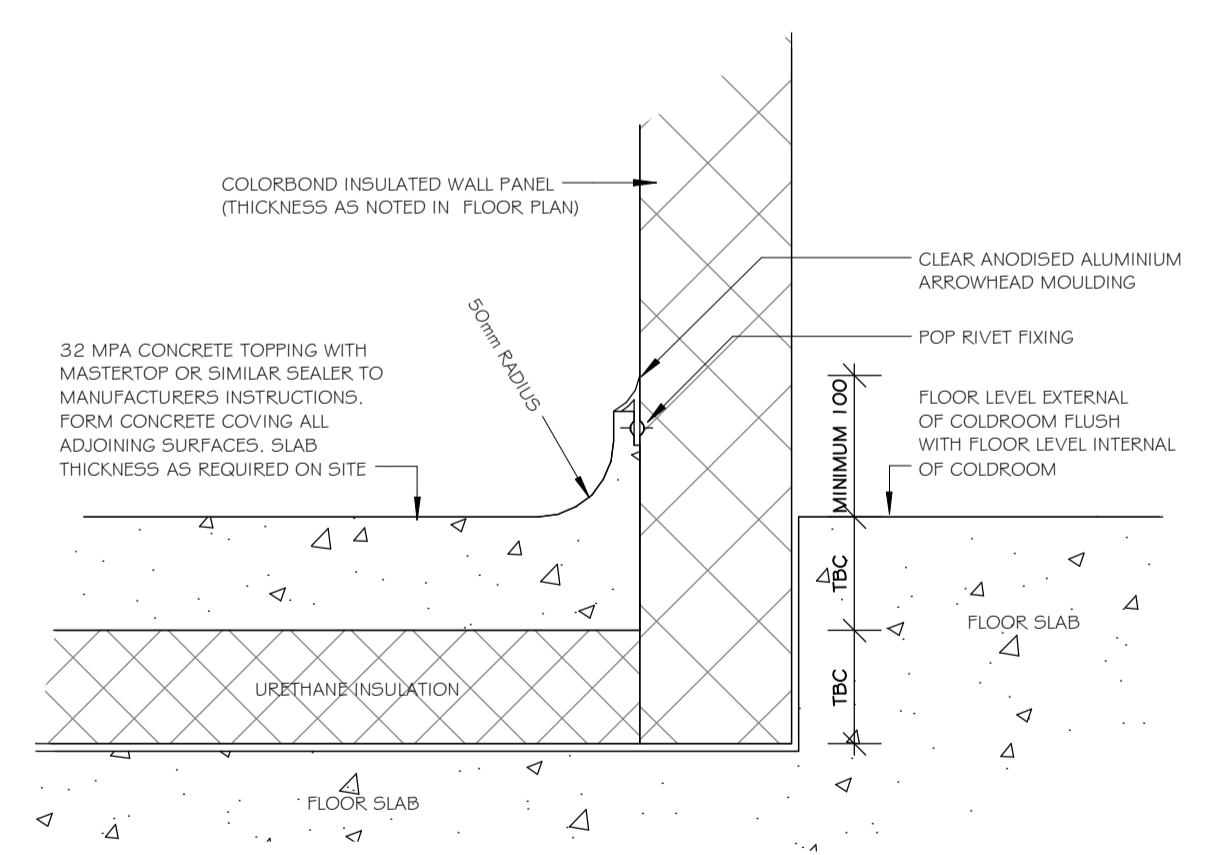 COLORBOND INSULATED WALL PANEL
(THICKNESS AS NOTED IN FLOOR PLAN)
CLEAR ANODISED ALUMINIUM
ARROWHEAD MOULDING
POP RIVET FIXING
50mm RADIUS
32 MPA CONCRETE TOPPING WITH
MASTERTOP OR SIMILAR SEALER TO
MANUFACTURERS INSTRUCTIONS.
FORM CONCRETE COVING ALL
ADJOINING SURFACES. SLAB
THICKNESS AS REQUIRED ON SITE
MINIMUM 100
FLOOR LEVEL EXTERNAL
OF COLDROOM FLUSH
WITH FLOOR LEVEL INTERNAL
OF COLDROOM
TBC
FLOOR SLAB
TBC
URETHANE INSULATION
FLOOR SLAB